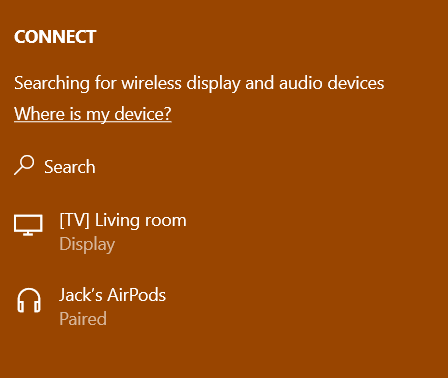 CONNECT
Searching for wireless display and audio devices
Where is my device?
Search
[TV] Living room
Display
Jack's AirPods
Paired